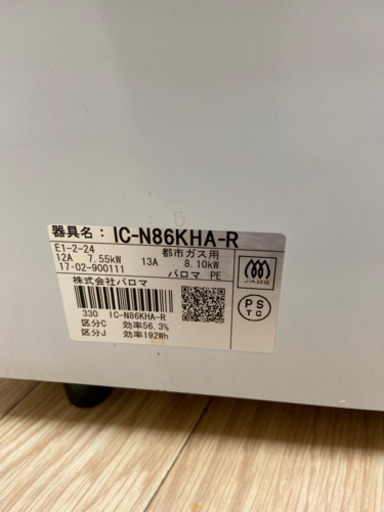 器具名： IC-N86KHA-R
E1-2-24 都市ガス用
12A 7.55kW 13A 8.10kW
17·02-900111 パロマ PE
株式会社パロマ
330 IC-N86KHA-R
区分C 効率56.3%
区分J 効率192Wh
JIA
PS
TG